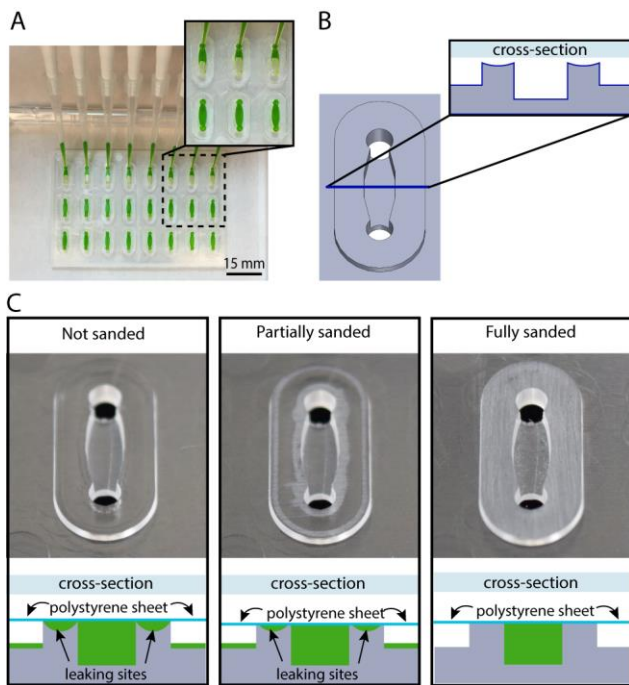 A
15 mm
B
cross-section
C
Not sanded
Partially sanded
Fully sanded
cross-section
cross-section
cross-section
polystyrene sheet
polystyrene sheet
polystyrene sheet
leaking sites
leaking sites